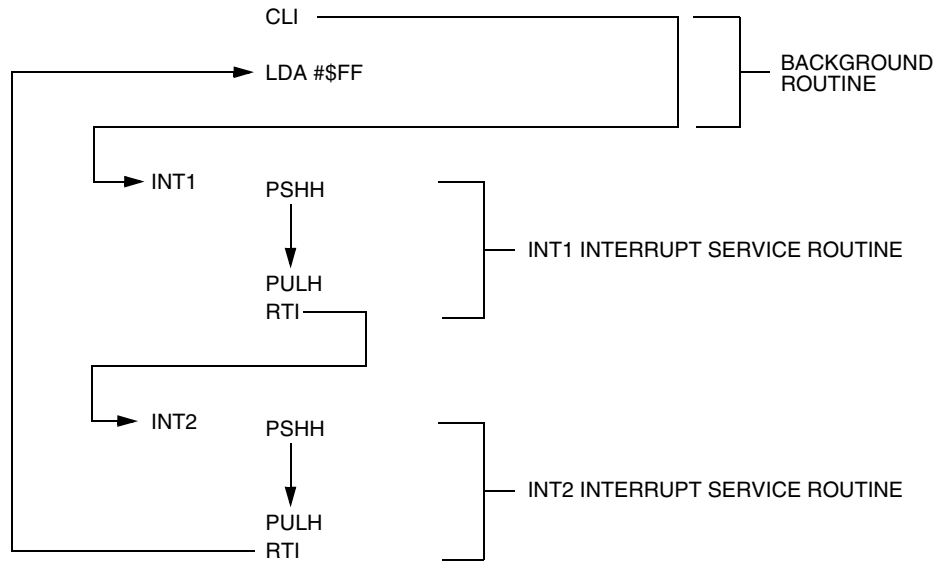 CLI
LDA #$FF
BACKGROUND
ROUTINE
INT1
PSHH
PULH
RTI
INT1 INTERRUPT SERVICE ROUTINE
INT2
PSHH
PULH
RTI
INT2 INTERRUPT SERVICE ROUTINE